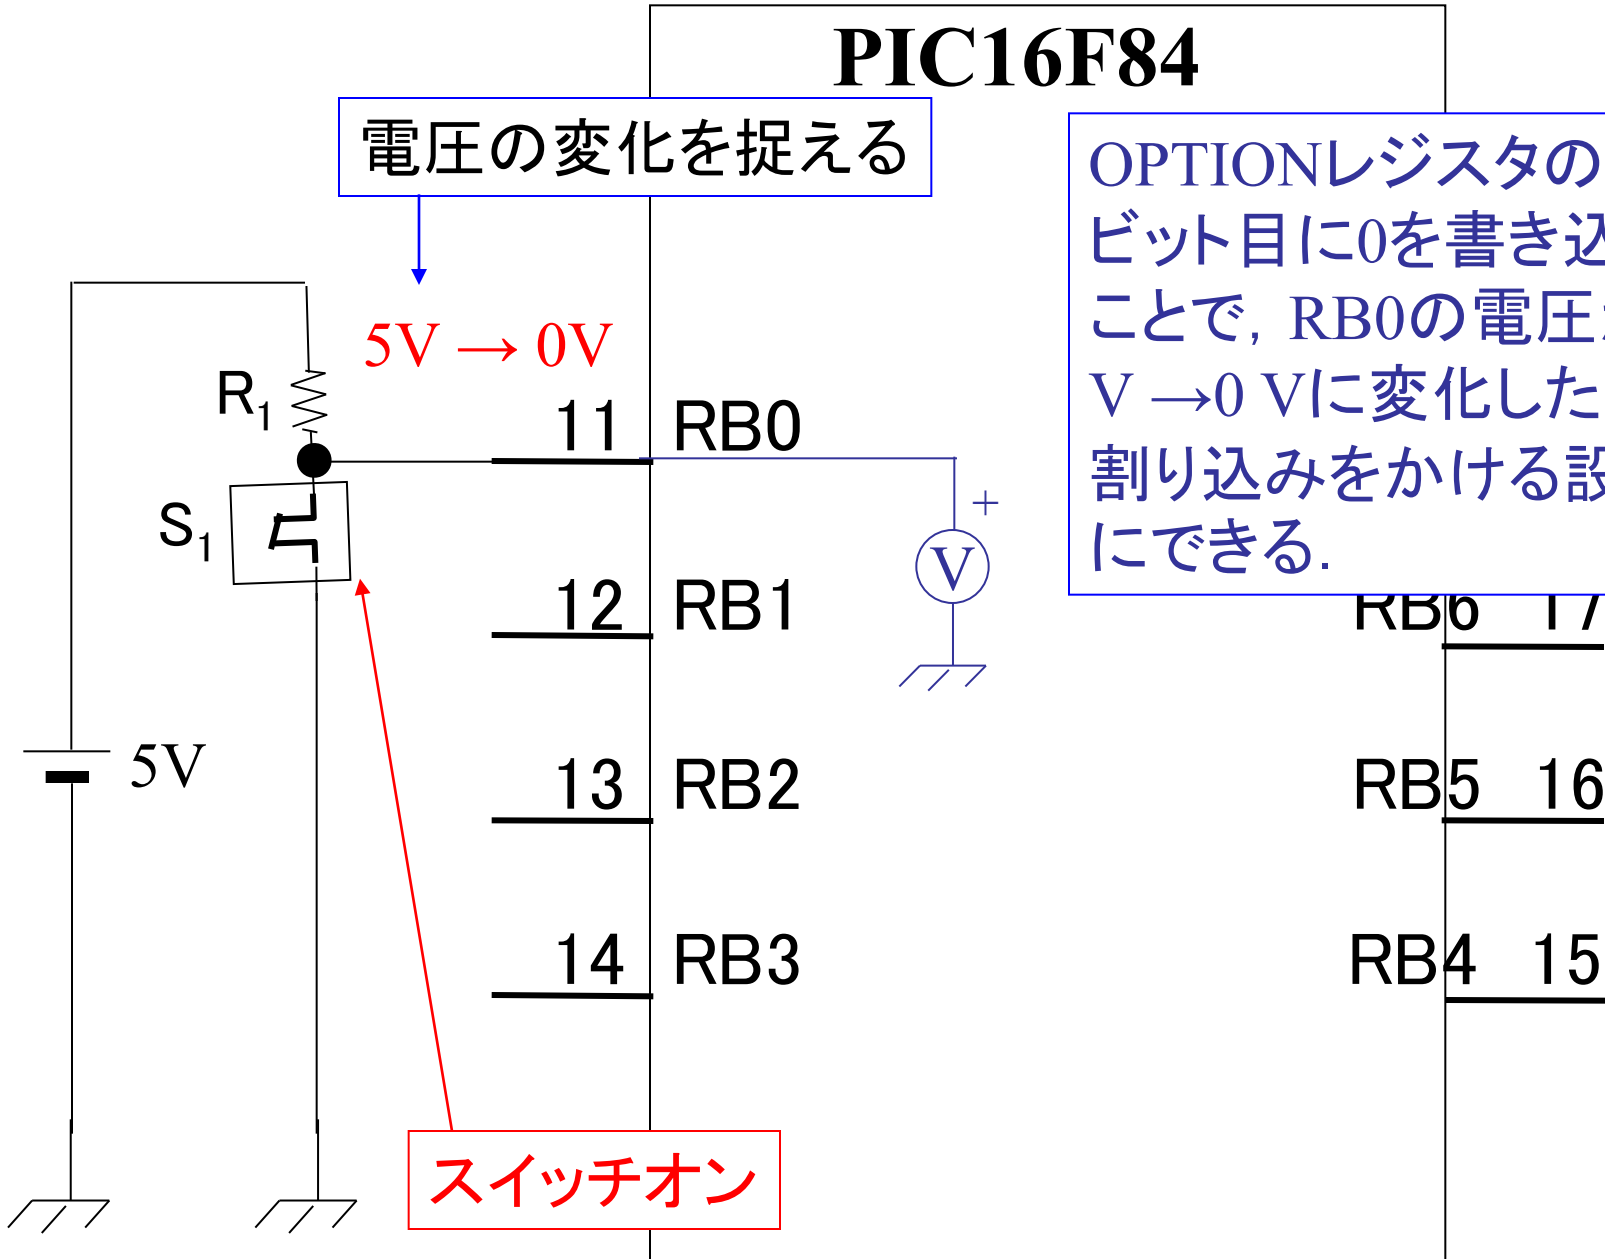 PIC16F84
電圧の変化を捉える
OPTIONレジスタの
ビット目に0を書き込
ことで, RB0の電圧
V →0 Vに変化した
割り込みをかける設
にできる.
5V → 0V
R1
11 RB0
+
S1
V
12 RB1
RB6 17
5V
13 RB2
RB5 16
14 RB3
RB4 15
スイッチオン